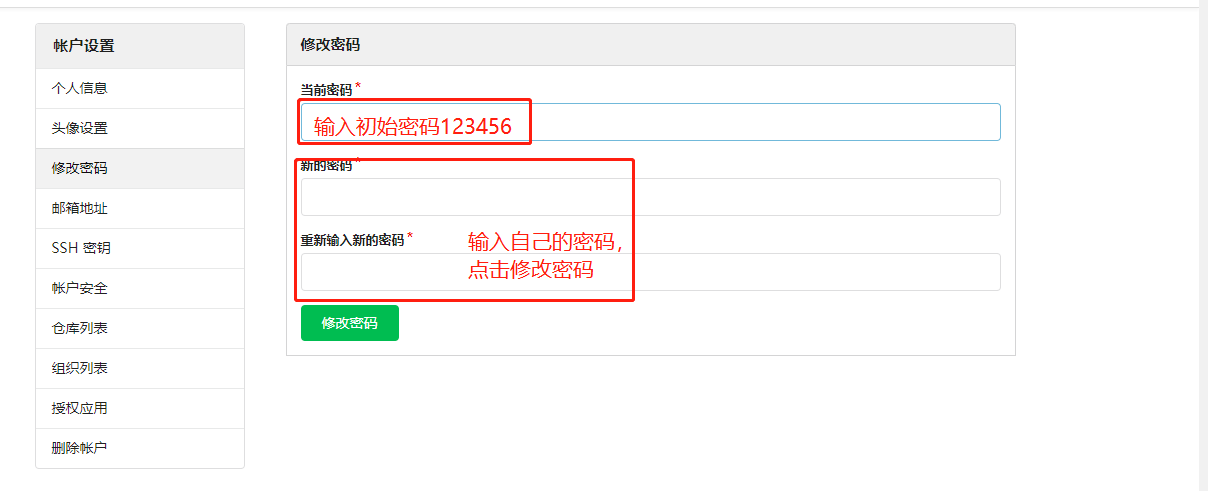 帐户设置
个人信息
头像设置
修改密码
邮箱地址
SSH 密钥
帐户安全
仓库列表
组织列表
授权应用
删除帐户
修改密码
当前密码*
输入初始密码123456
新的密码*
重新输入新的密码*
输入自己的密码，
点击修改密码
修改密码